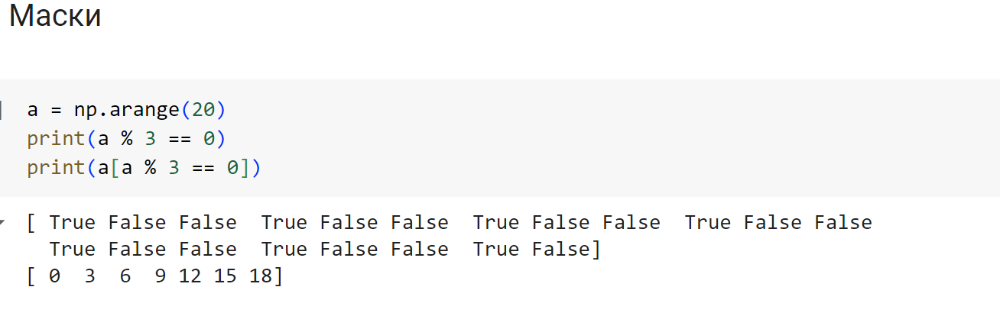 Маски
a = np.arange(20)
print(a % 3 == 0)
print(a[a % 3 == 0])
[ True False False  True False False  True False False  True False False
  True False False  True False False  True False]
[ 0  3  6  9 12 15 18]